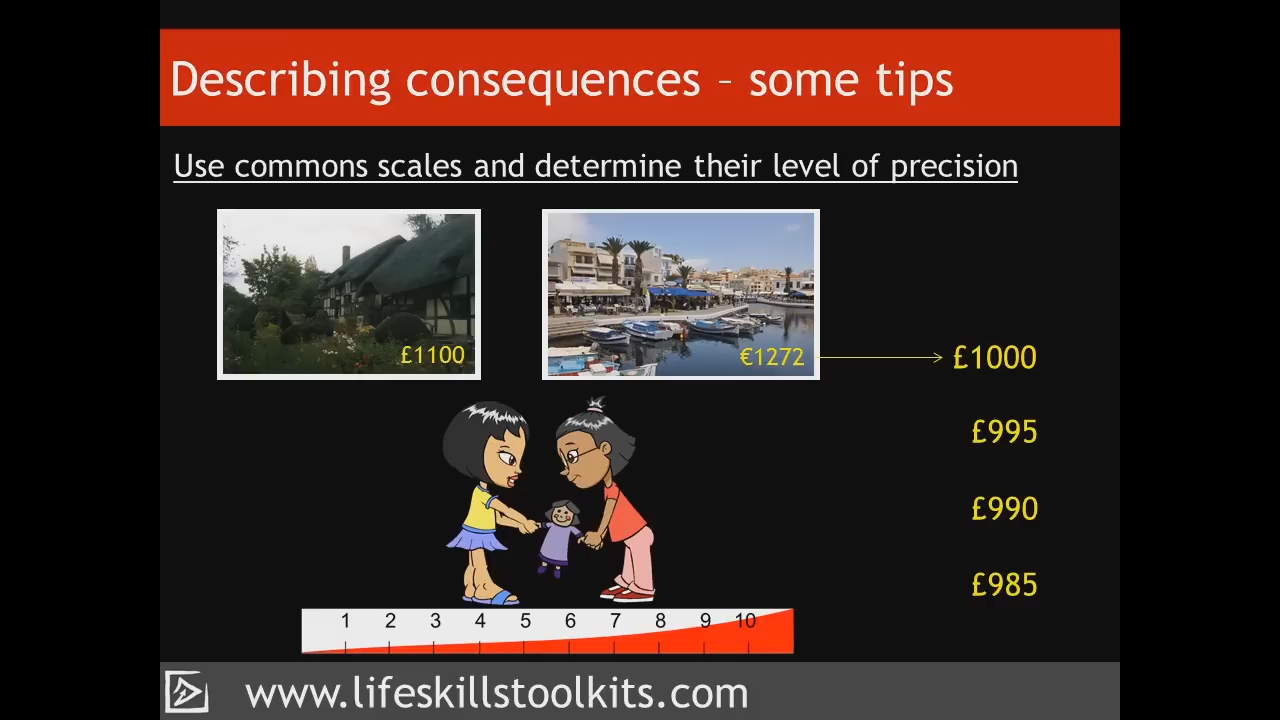 Describing consequences – some tips
Use commons scales and determine their level of precision
£1100
€1272
£1000
£995
£990
£985
1 2 3 4 5 6 7 8 9 10
www.lifeskillstoolkits.com